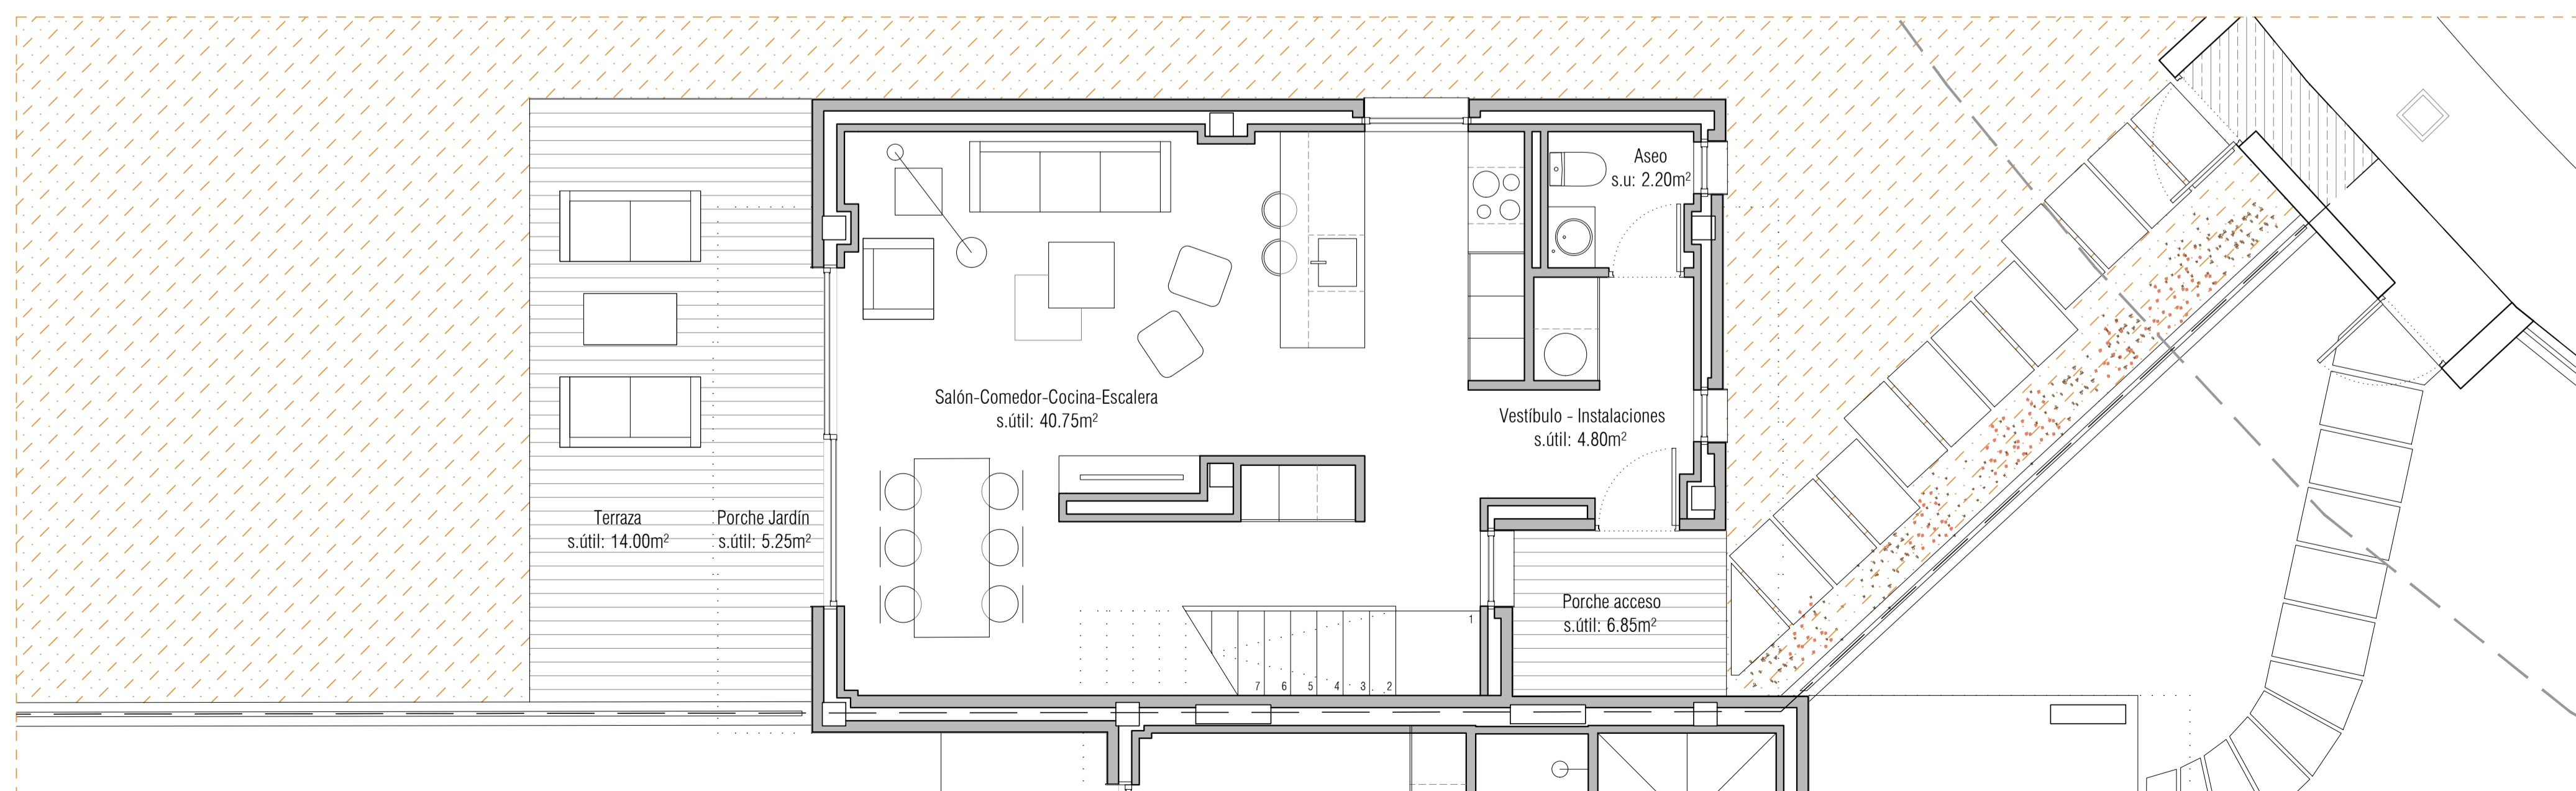 Aseo
s.u: 2.20m²
Salón-Comedor-Cocina-Escalera
s.útil: 40.75m²
Vestíbulo - Instalaciones
s.útil: 4.80m²
Terraza
s.útil: 14.00m²
Porche Jardín
s.útil: 5.25m²
Porche acceso
s.útil: 6.85m²
1
7 6 5 4 3 2